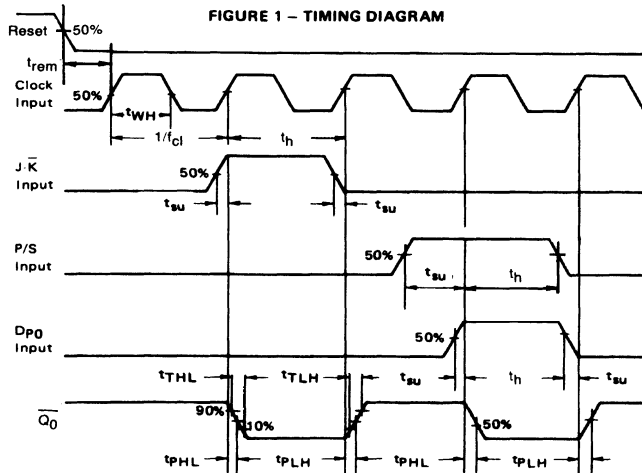 FIGURE 1 – TIMING DIAGRAM
Reset
50%
trem
Clock
Input
50%
tWH
1/fcl
th
J·K̅
Input
50%
tsu
tsu
P/S
Input
50%
tsu
th
DP0
Input
50%
tTHL
tTLH
tsu
th
tsu
Q̅0̅
90%
10%
50%
tPHL
tPLH
tPHL
tPLH